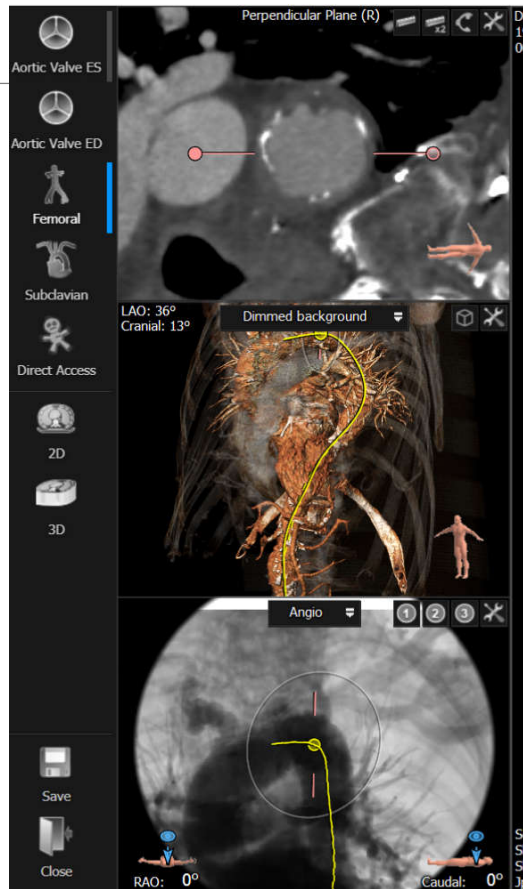 Perpendicular Plane (R)
x2
Aortic Valve ES
Aortic Valve ED
Femoral
Subclavian
Direct Access
2D
3D
Save
Close
LAO: 36°
Cranial: 13°
Dimmed background
Angio
1 2 3
RAO: 0°
Caudal: 0°